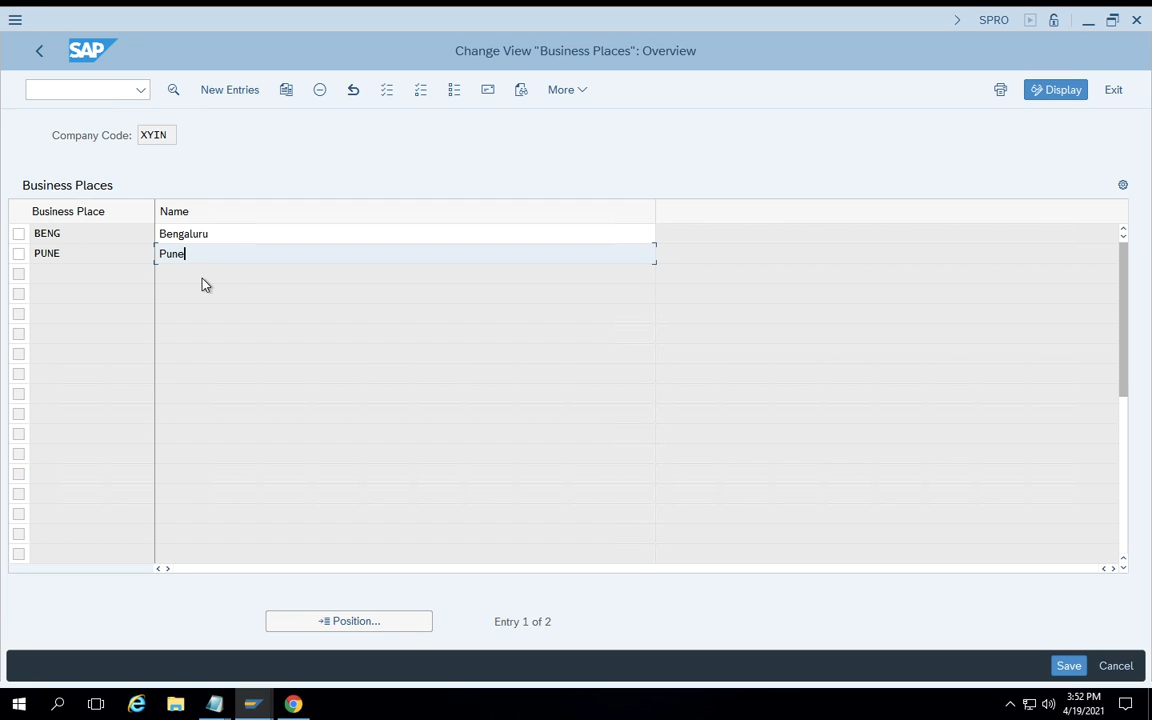 SPRO
SAP
Change View "Business Places": Overview
New Entries
More
Display
Exit
Company Code: XYIN
Business Places
Business Place Name
BENG Bengaluru
PUNE Pune
Position...
Entry 1 of 2
Save
Cancel
3:52 PM
4/19/2021